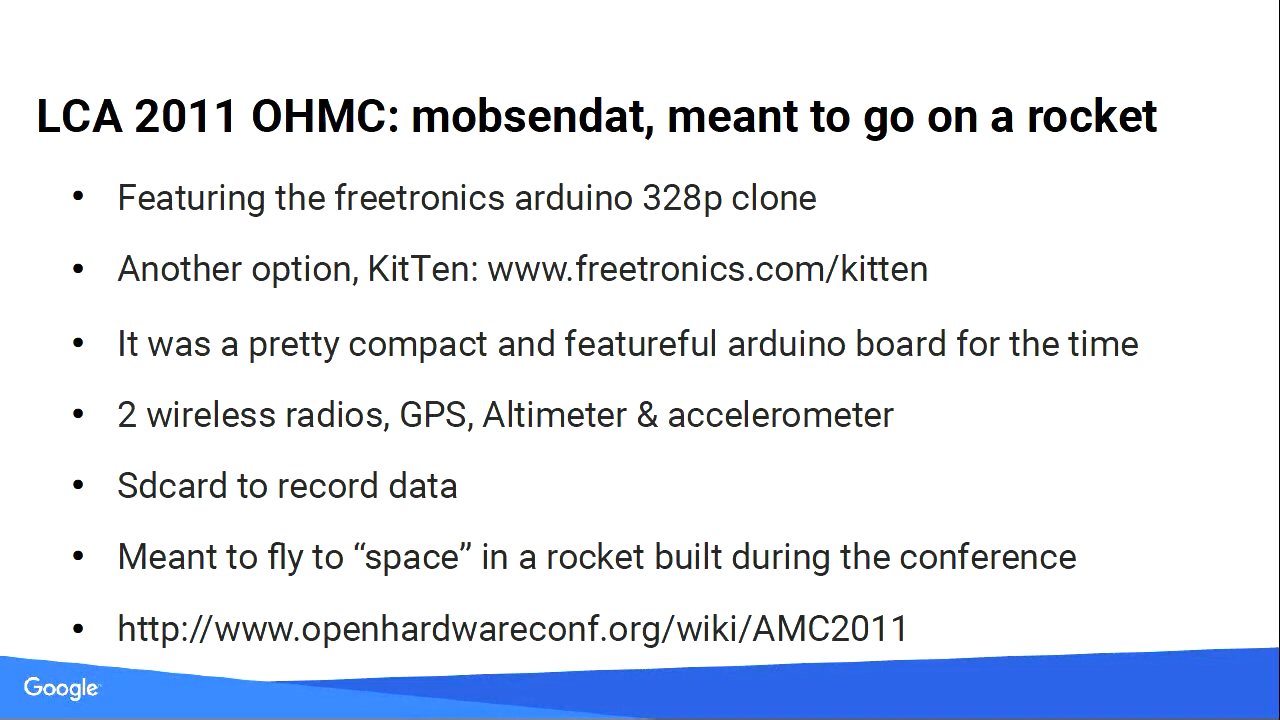 LCA 2011 OHMC: mobsendat, meant to go on a rocket
• Featuring the freetronics arduino 328p clone
• Another option, KitTen: www.freetronics.com/kitten
• It was a pretty compact and featureful arduino board for the time
• 2 wireless radios, GPS, Altimeter & accelerometer
• Sdcard to record data
• Meant to fly to “space” in a rocket built during the conference
• http://www.openhardwareconf.org/wiki/AMC2011
Google